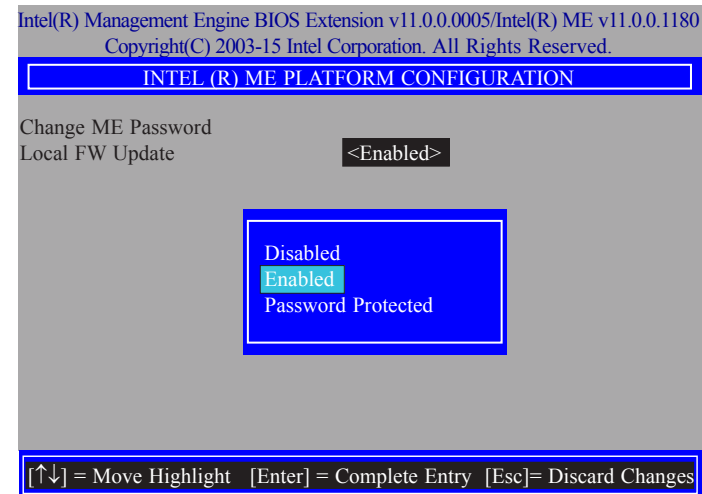 Intel(R) Management Engine BIOS Extension v11.0.0.0005/Intel(R) ME v11.0.0.1180
Copyright(C) 2003-15 Intel Corporation. All Rights Reserved.
INTEL (R) ME PLATFORM CONFIGURATION
Change ME Password
Local FW Update <Enabled>
Disabled
Enabled
Password Protected
[↑↓] = Move Highlight [Enter] = Complete Entry [Esc]= Discard Changes